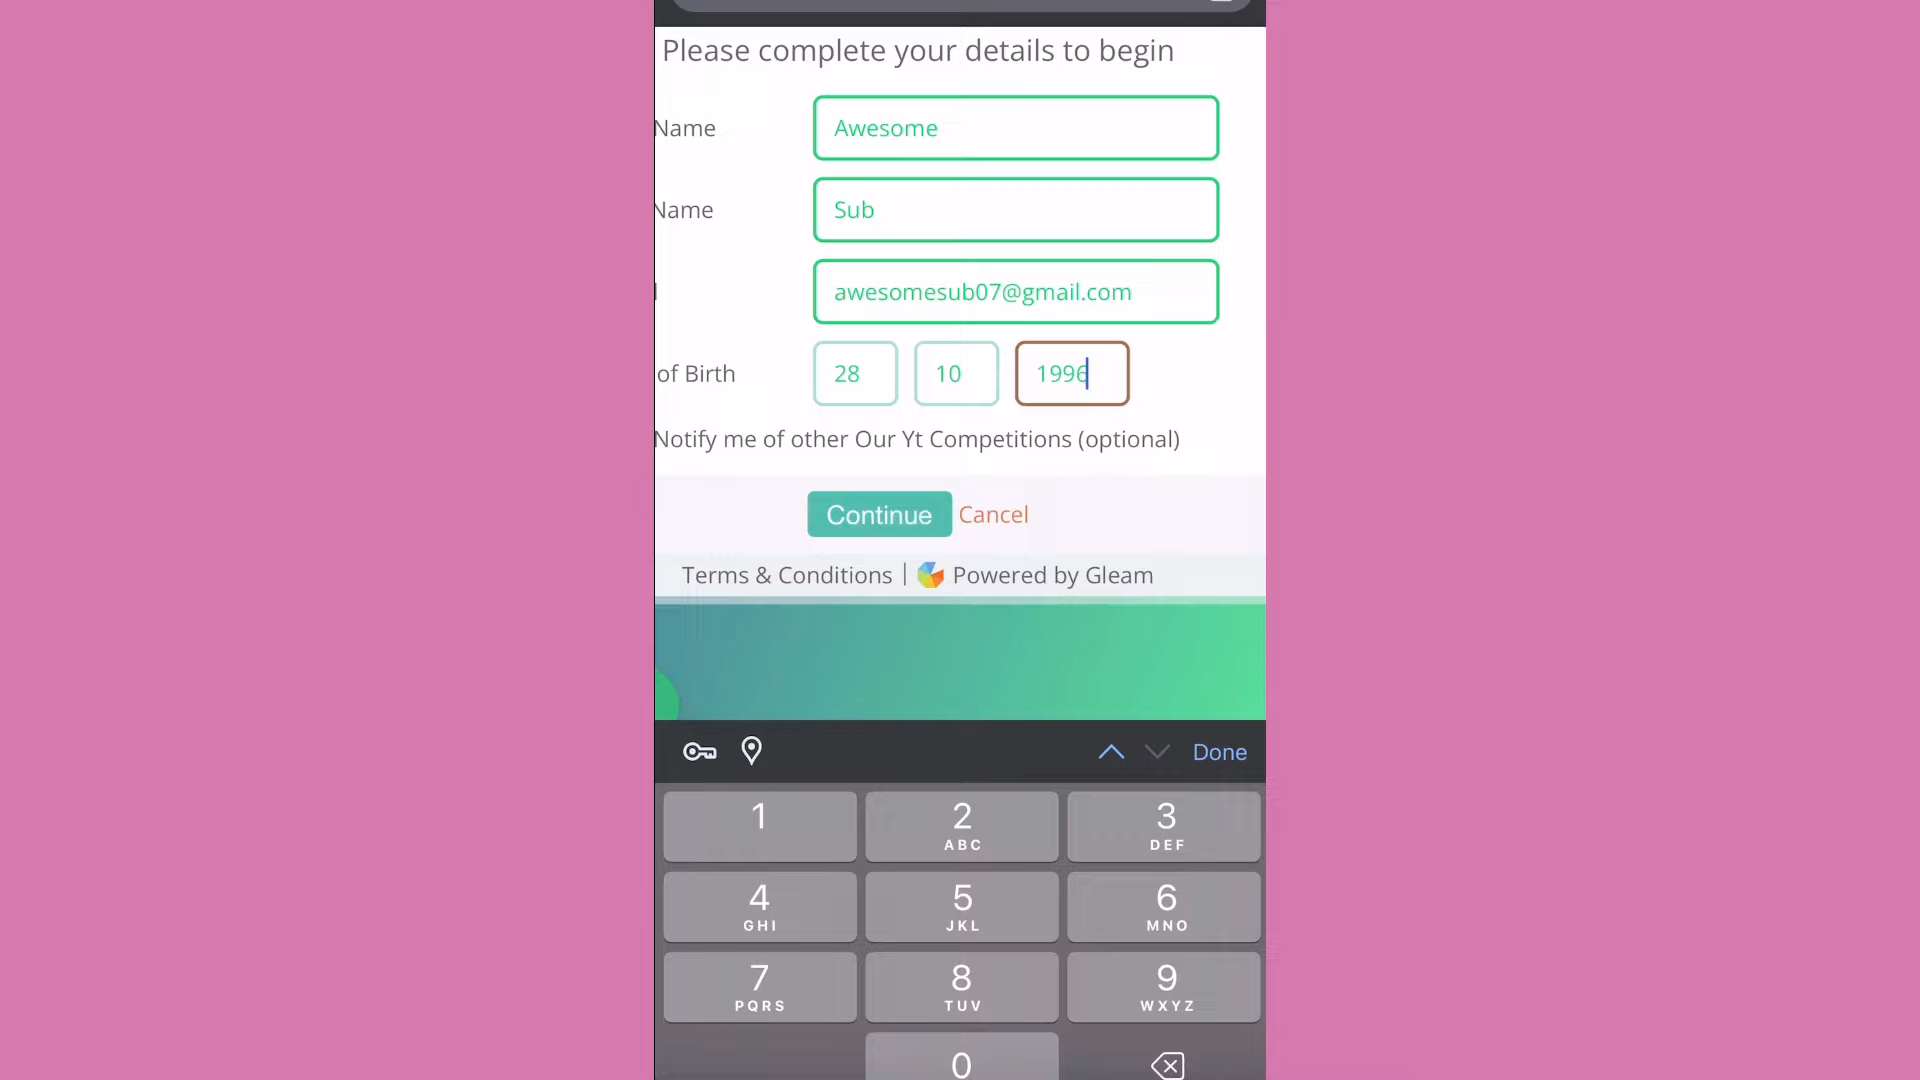 Please complete your details to begin
Name Awesome
Name Sub
awesomesub07@gmail.com
of Birth 28 10 1996
Notify me of other Our Yt Competitions (optional)
Continue Cancel
Terms & Conditions | Powered by Gleam
Done
1 2 3
ABC DEF
4 5 6
GHI JKL MNO
7 8 9
PQRS TUV WXYZ
0